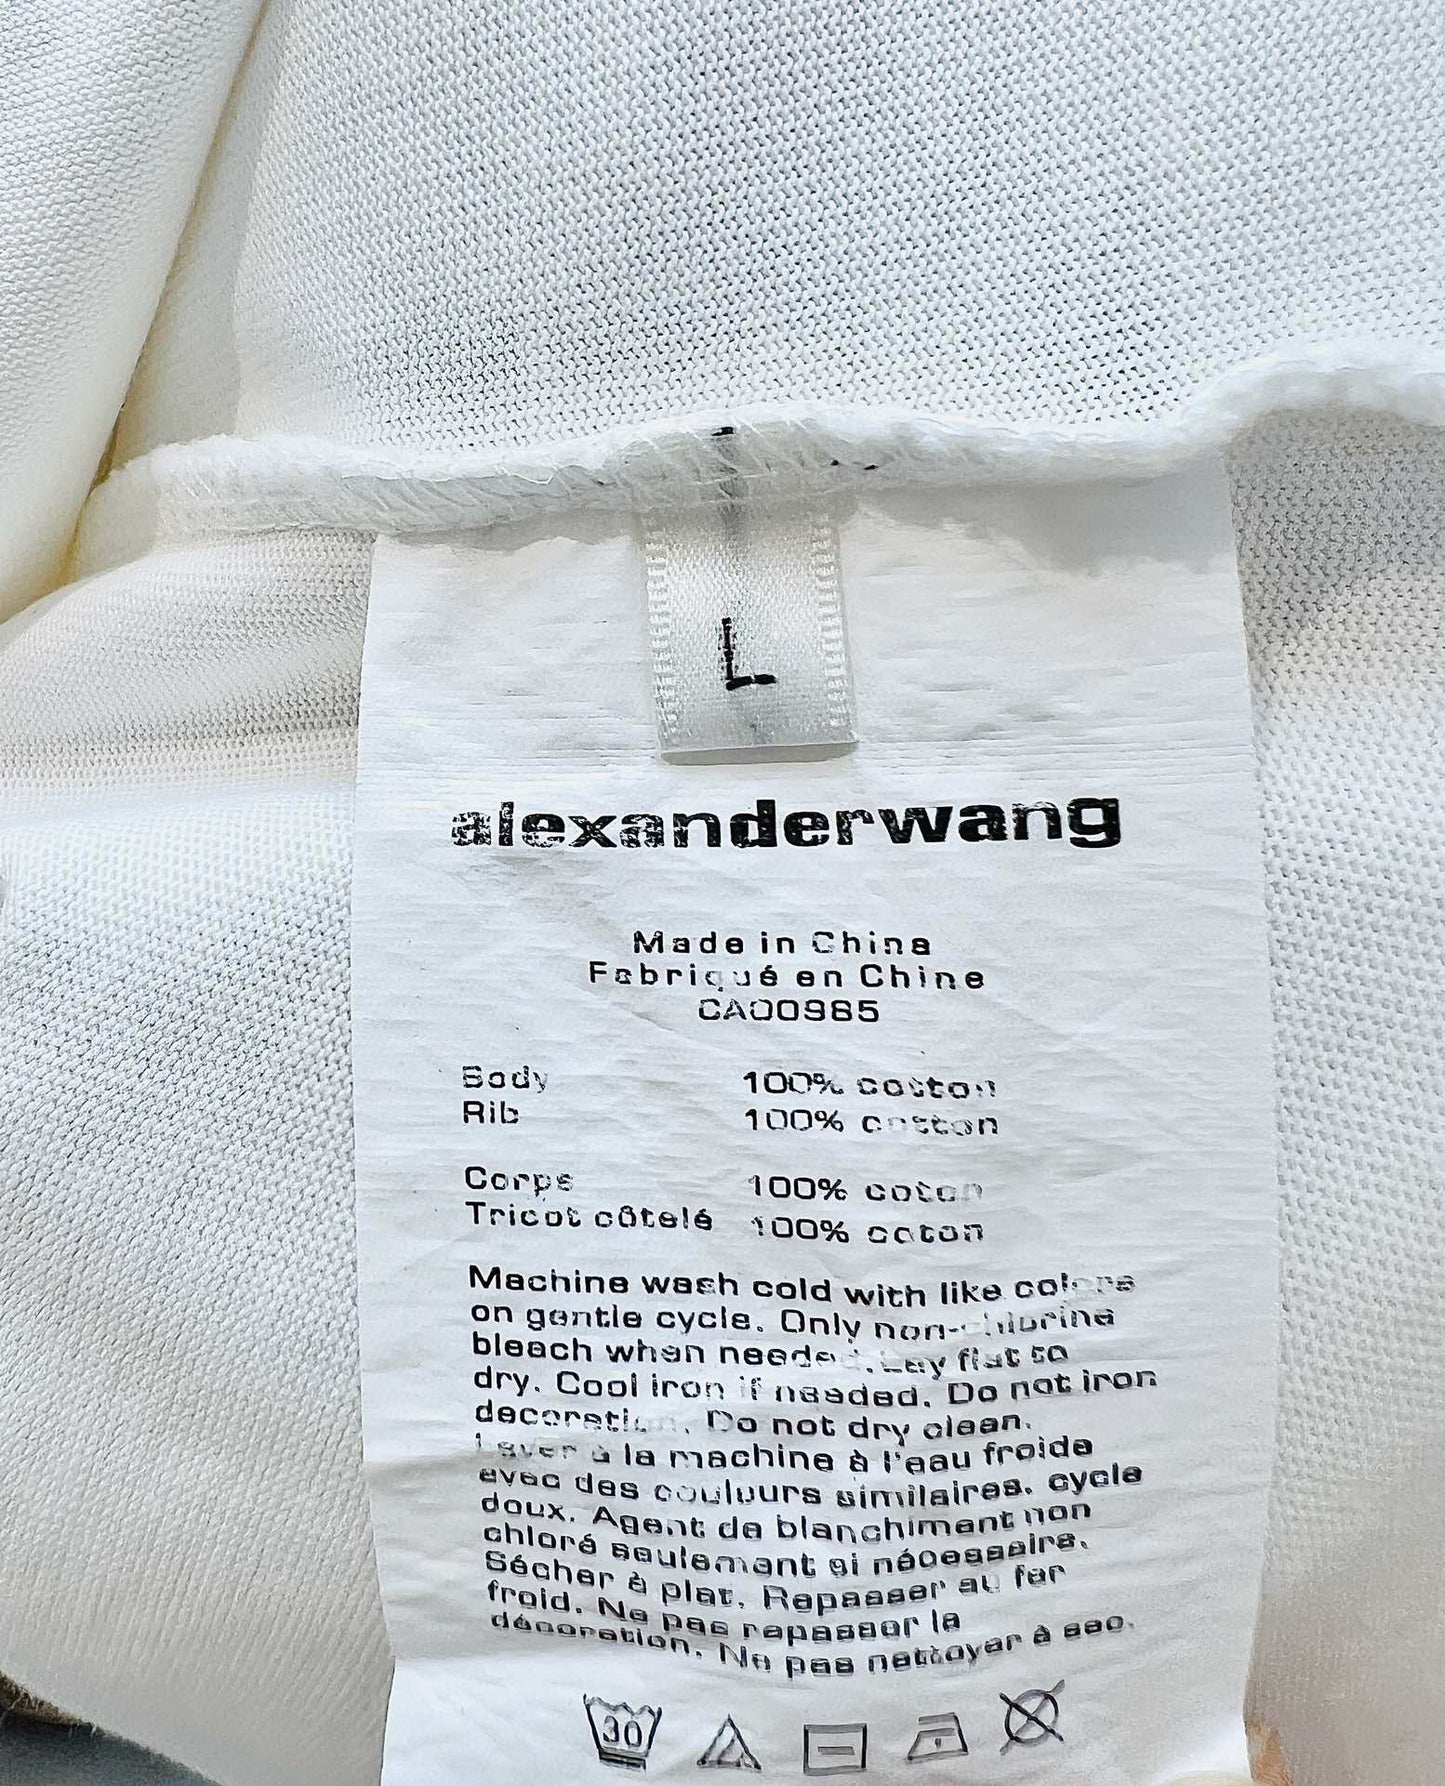 L
alexanderwang
Made in China
Fabriqué en Chine
CA00985
Body 100% cotton
Rib 100% cotton
Corps 100% coton
Tricot côtelé 100% coton
Machine wash cold with like colors
on gentle cycle. Only non-chlorine
bleach when needed. Lay flat to
dry. Cool iron if needed. Do not iron
decoration. Do not dry clean.
Laver à la machine à l'eau froide
avec des couluurs similaires. cycle
doux. Agent de blanchiment non
chloré seulement si nécessaire.
Sécher à plat. Repasser au fer
froid. Ne pas repasser la
décoration. Ne pas nettoyer à sec.
30